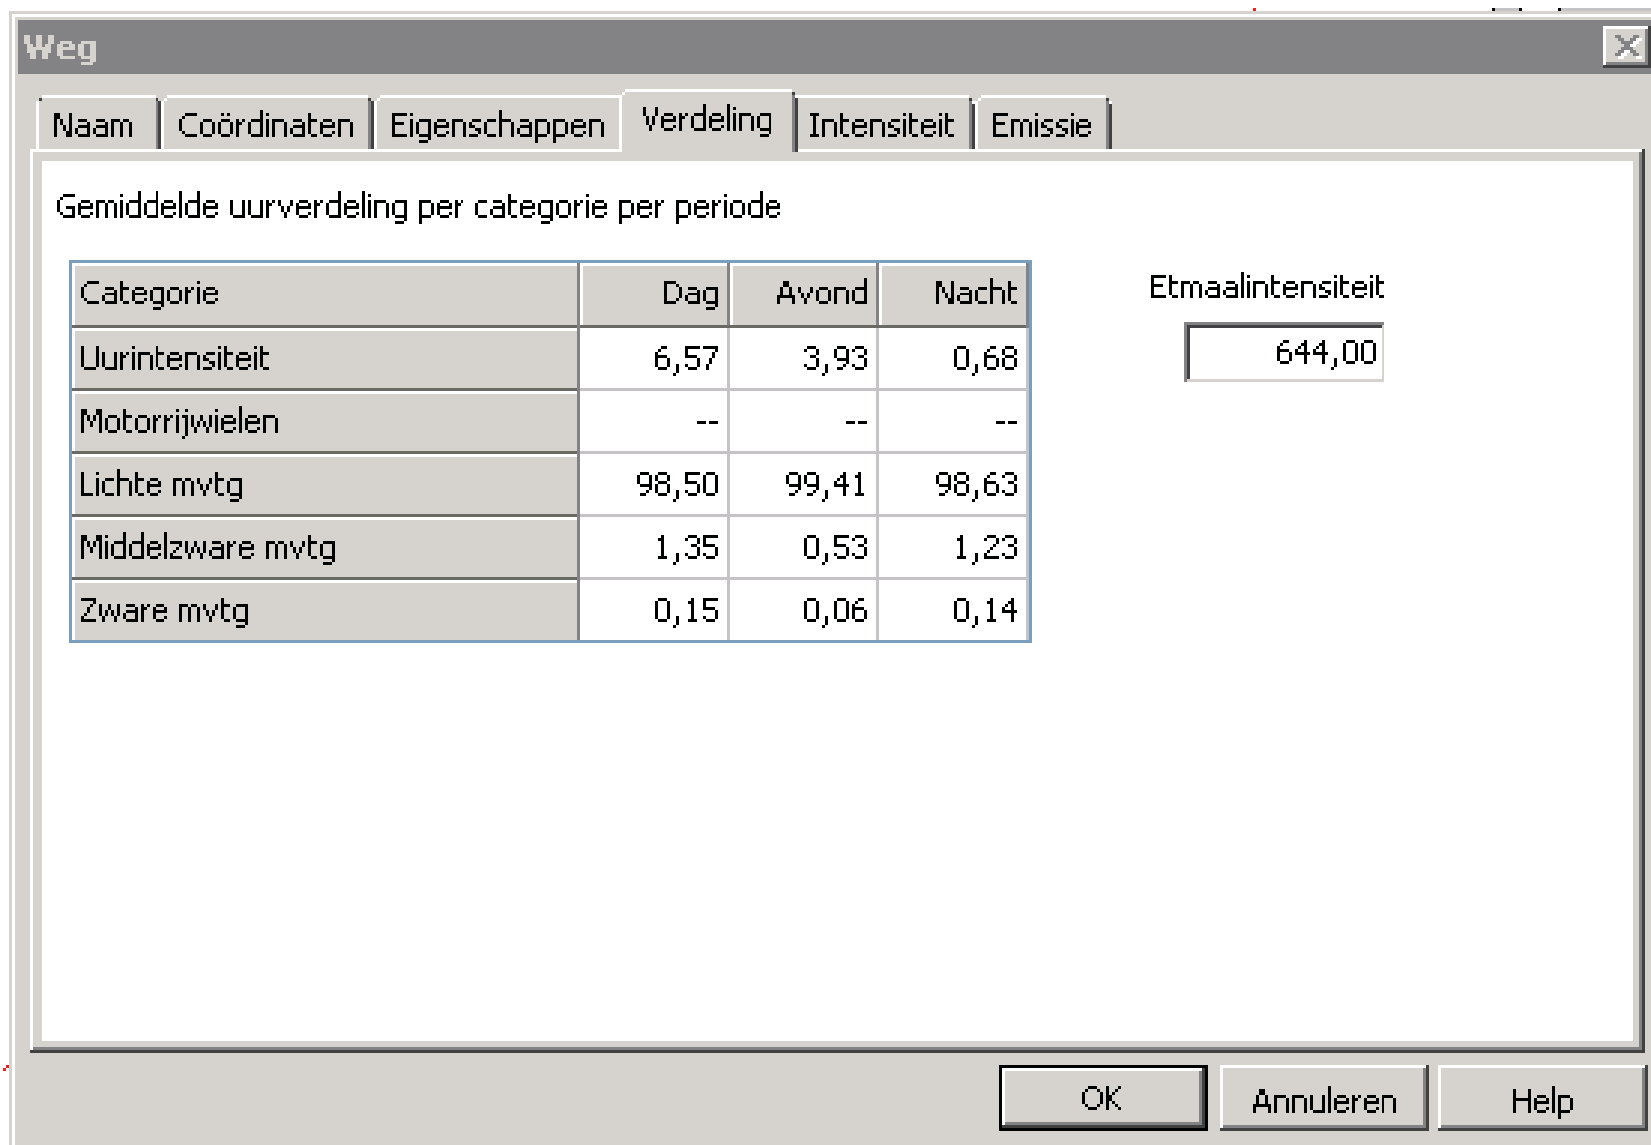 Weg
Naam Coördinaten Eigenschappen Verdeling Intensiteit Emissie
Gemiddelde uurverdeling per categorie per periode
Categorie Dag Avond Nacht Etmaalintensiteit
Uurintensiteit 6,57 3,93 0,68 644,00
Motorrijwielen -- -- --
Lichte mvtg 98,50 99,41 98,63
Middelzware mvtg 1,35 0,53 1,23
Zware mvtg 0,15 0,06 0,14
OK Annuleren Help